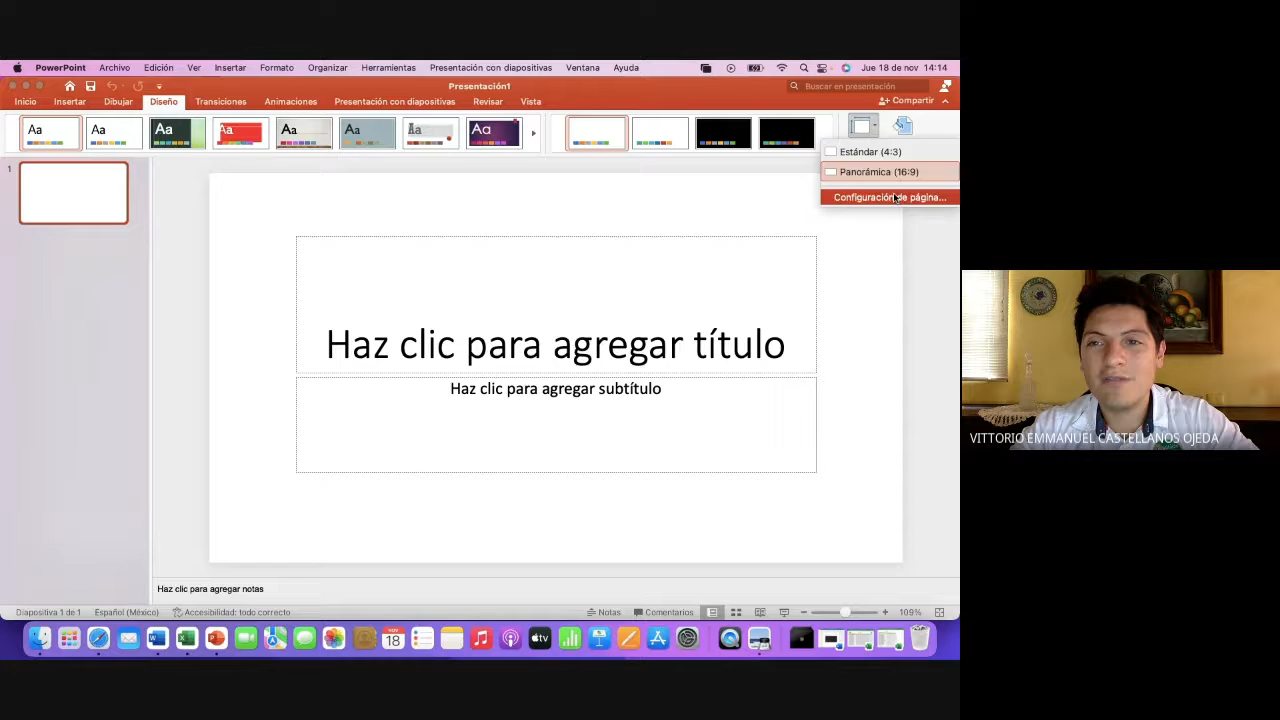 PowerPoint Archivo Edición Ver Insertar Formato Organizar Herramientas Presentación con diapositivas Ventana Ayuda Jue 18 de nov 14:14
Presentación1
Buscar en presentación
Inicio Insertar Dibujar Diseño Transiciones Animaciones Presentación con diapositivas Revisar Vista Compartir
Aa Aa Aa Aa Aa Aa Aa Aa
Estándar (4:3)
Panorámica (16:9)
Configuración de página...
1
Haz clic para agregar título
Haz clic para agregar subtítulo
VITTORIO EMMANUEL CASTELLANOS OJEDA
Haz clic para agregar notas
Diapositiva 1 de 1 Español (México) Accesibilidad: todo correcto Notas Comentarios 109%
NOV
18
tv